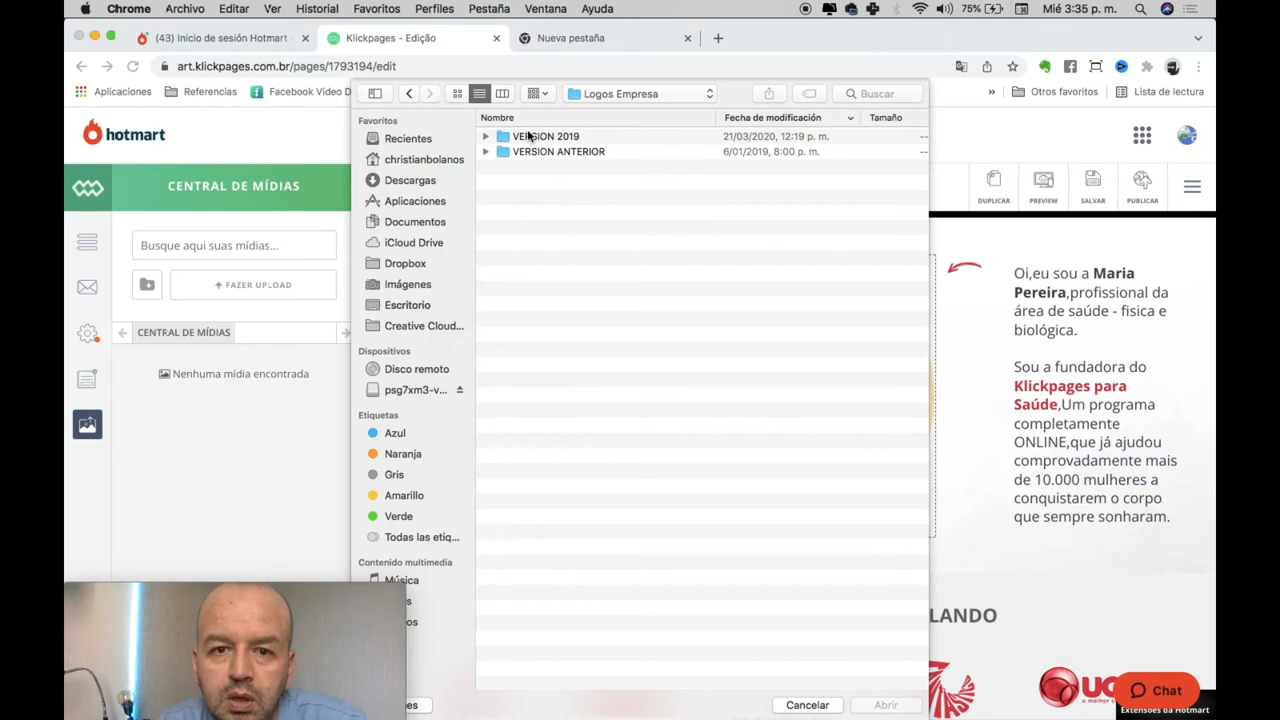 Chrome Archivo Editar Ver Historial Favoritos Perfiles Pestaña Ventana Ayuda 75% Mié 3:35 p. m.
(43) Inicio de sesión Hotmart
Klickpages - Edição
Nueva pestaña
art.klickpages.com.br/pages/1793194/edit
Aplicaciones
Referencias
Facebook Video D
»
Otros favoritos
Lista de lectura
Logos Empresa
Buscar
Favoritos
Recientes
christianbolanos
Descargas
Aplicaciones
Documentos
iCloud Drive
Dropbox
Imágenes
Escritorio
Creative Cloud...
Dispositivos
Disco remoto
psg7xm3-v...
Etiquetas
Azul
Naranja
Gris
Amarillo
Verde
Todas las etiq...
Contenido multimedia
Música
Nombre Fecha de modificación Tamaño
VERSION 2019 21/03/2020, 12:19 p. m. --
VERSION ANTERIOR 6/01/2019, 8:00 p. m. --
Cancelar
Abrir
hotmart
CENTRAL DE MÍDIAS
Busque aqui suas mídias...
FAZER UPLOAD
CENTRAL DE MÍDIAS
Nenhuma mídia encontrada
DUPLICAR PREVIEW SALVAR PUBLICAR
Oi,eu sou a Maria
Pereira,profissional da
área de saúde - fisica e
biológica.
Sou a fundadora do
Klickpages para
Saúde,Um programa
completamente
ONLINE,que já ajudou
comprovadamente mais
de 10.000 mulheres a
conquistarem o corpo
que sempre sonharam.
LANDO
Chat
Extensões da Hotmart